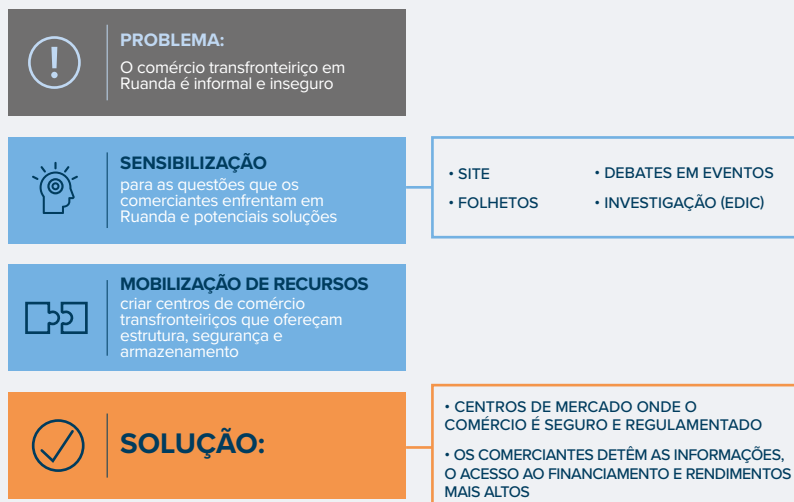 PROBLEMA:
O comércio transfronteiriço em
Ruanda é informal e inseguro
SENSIBILIZAÇÃO
para as questões que os
comerciantes enfrentam em
Ruanda e potenciais soluções
• SITE
• FOLHETOS
• DEBATES EM EVENTOS
• INVESTIGAÇÃO (EDIC)
MOBILIZAÇÃO DE RECURSOS
criar centros de comércio
transfronteiriços que ofereçam
estrutura, segurança e
armazenamento
SOLUÇÃO:
• CENTROS DE MERCADO ONDE O
COMÉRCIO É SEGURO E REGULAMENTADO
• OS COMERCIANTES DETÊM AS INFORMAÇÕES,
O ACESSO AO FINANCIAMENTO E RENDIMENTOS
MAIS ALTOS